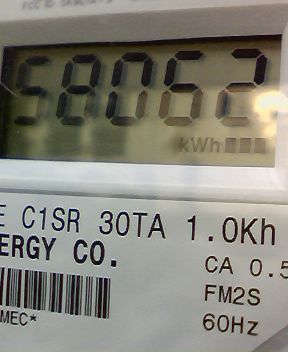 58062
kWh
E C1SR 30TA 1.0Kh
ERGY CO.
CA 0.5
FM2S
MEC*
60Hz